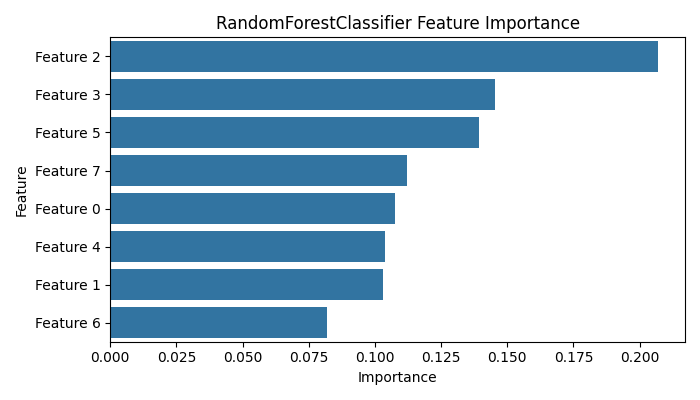 RandomForestClassifier Feature Importance
Feature 2
Feature 3
Feature 5
Feature 7
Feature 0
Feature 4
Feature 1
Feature 6
Feature
0.000 0.025 0.050 0.075 0.100 0.125 0.150 0.175 0.200
Importance